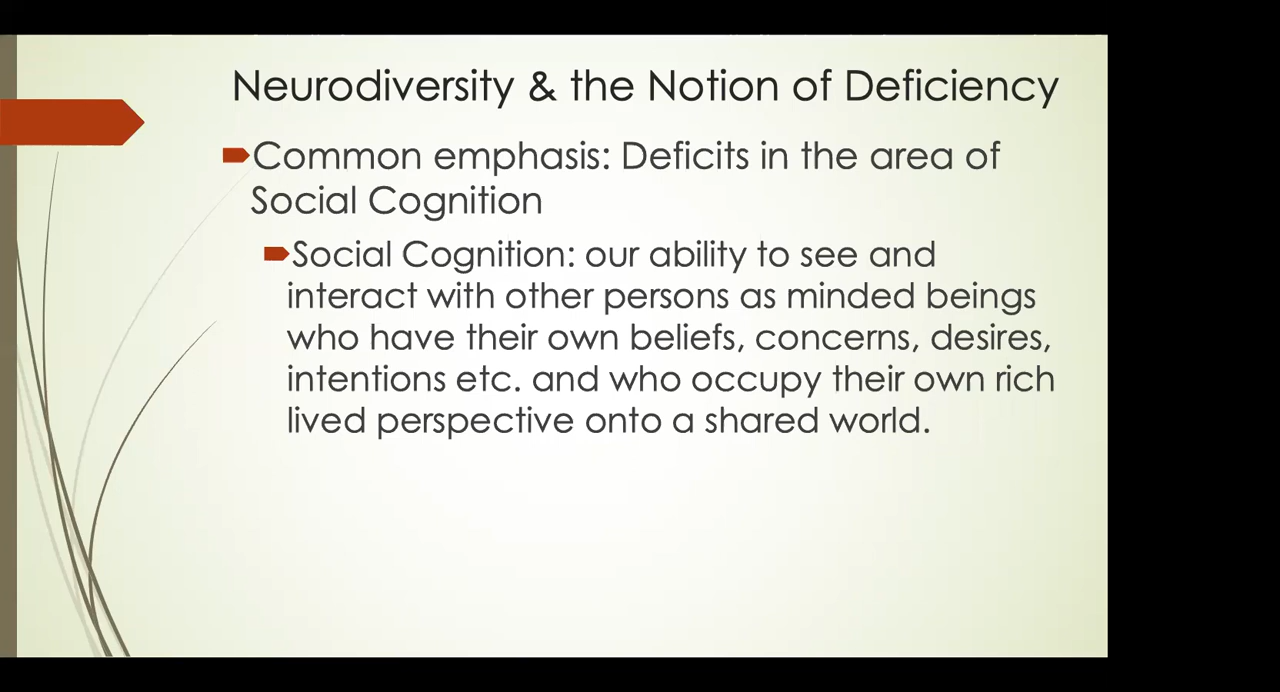 Neurodiversity & the Notion of Deficiency
Common emphasis: Deficits in the area of
Social Cognition
Social Cognition: our ability to see and
interact with other persons as minded beings
who have their own beliefs, concerns, desires,
intentions etc. and who occupy their own rich
lived perspective onto a shared world.